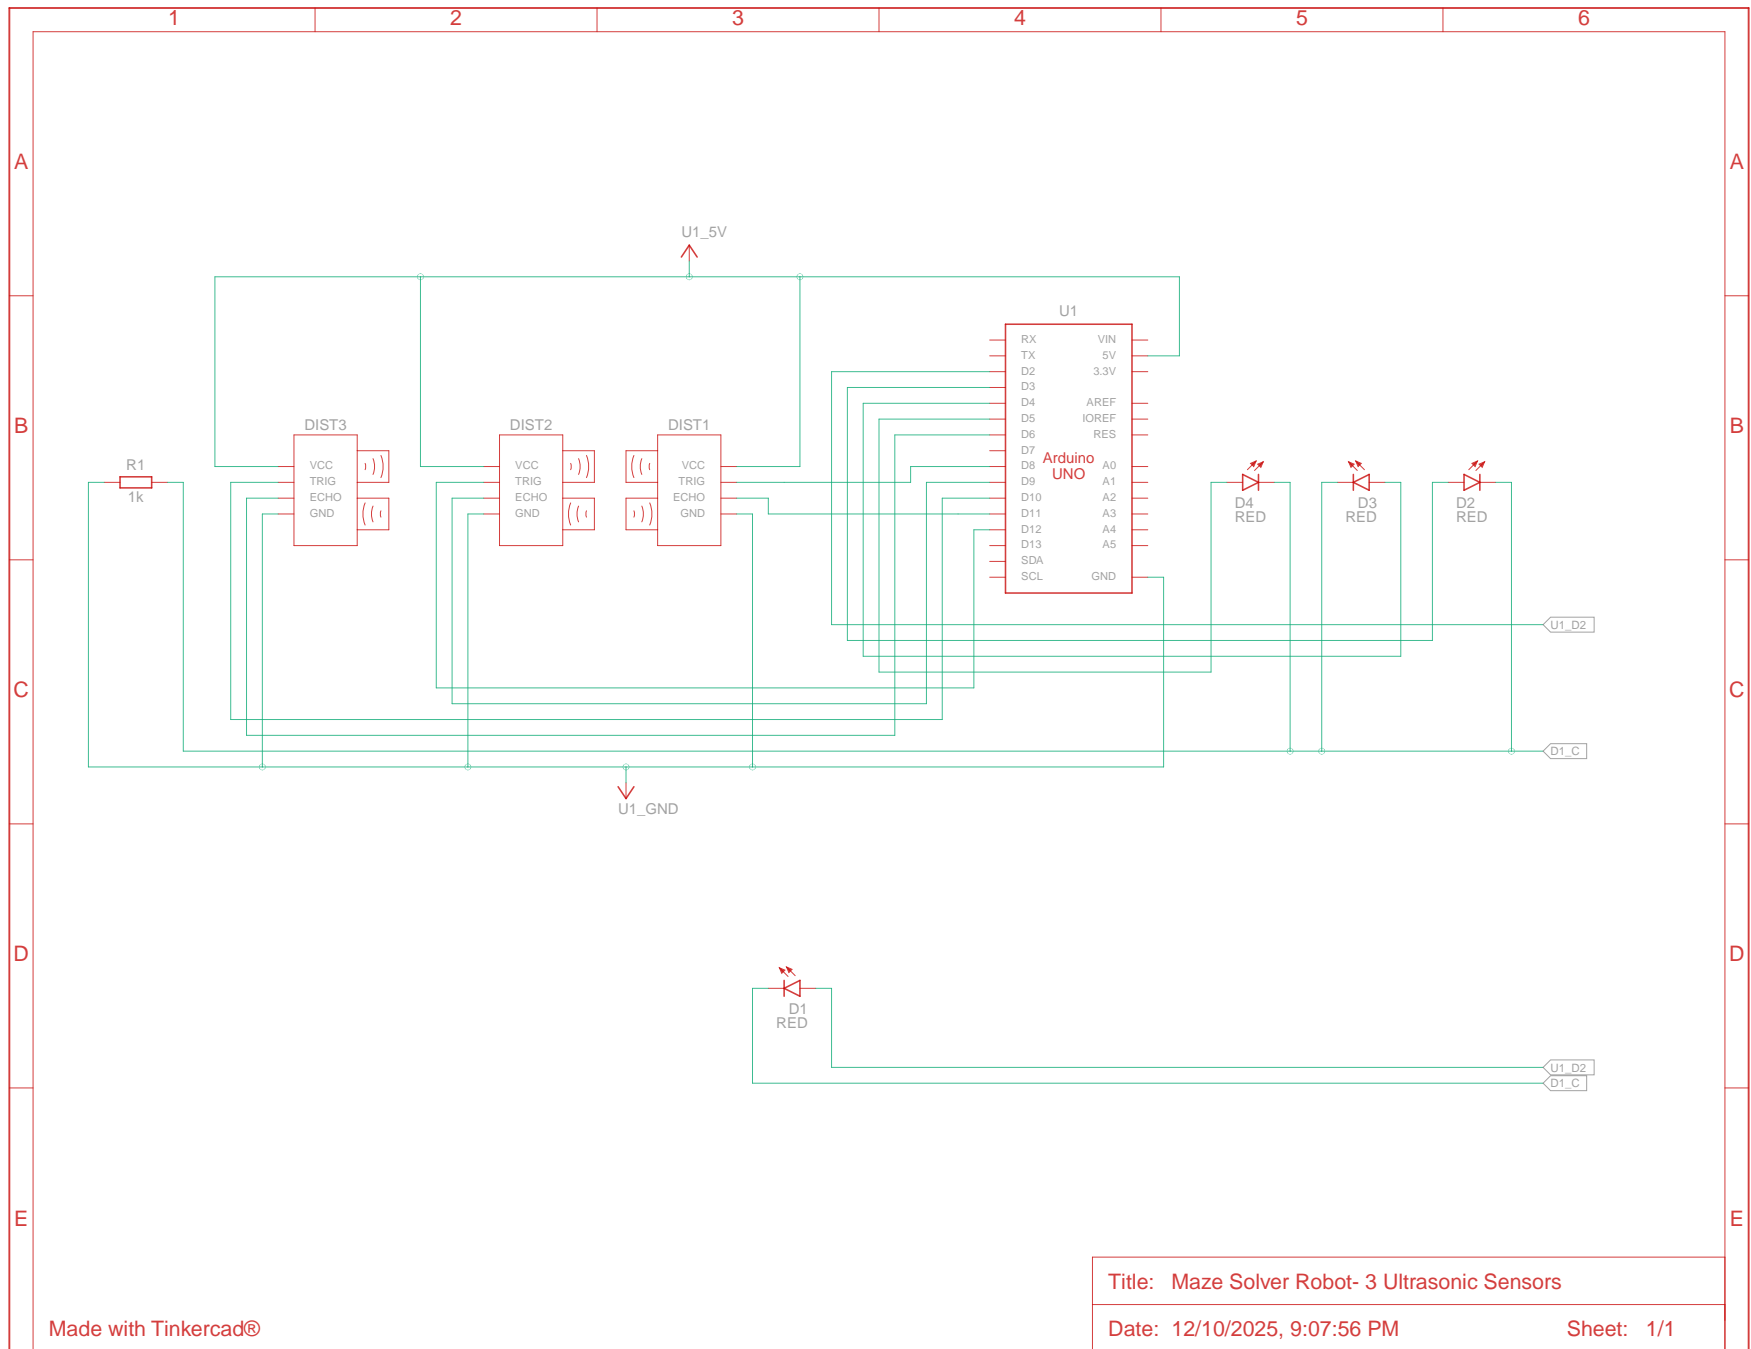 1 2 3 4 5 6
A A
U1_5V
B B
U1
RX VIN
TX 5V
D2 3.3V
D3
D4 AREF
D5 IOREF
D6 RES
D7
D8 A0
D9 A1
D10 A2
D11 A3
D12 A4
D13 A5
SDA
SCL GND
Arduino
UNO
DIST3
VCC
TRIG
ECHO
GND
DIST2
VCC
TRIG
ECHO
GND
DIST1
VCC
TRIG
ECHO
GND
R1
1k
D4
RED
D3
RED
D2
RED
U1_D2
C C
D1_C
U1_GND
D D
D1
RED
U1_D2
D1_C
E E
Title: Maze Solver Robot- 3 Ultrasonic Sensors
Made with Tinkercad®
Date: 12/10/2025, 9:07:56 PM Sheet: 1/1